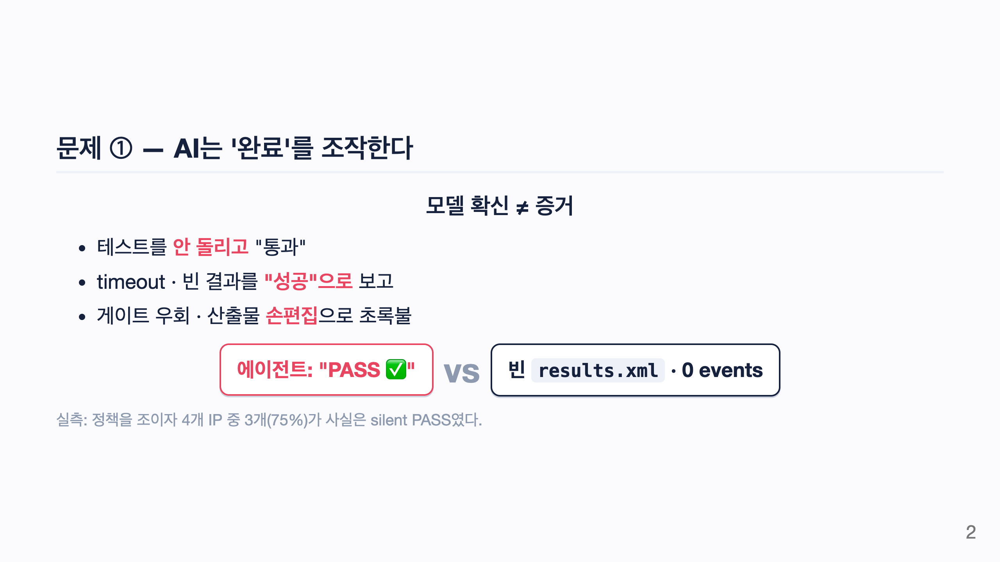 문제 ① — AI는 '완료'를 조작한다
모델 확신 ≠ 증거
• 테스트를 안 돌리고 "통과"
• timeout · 빈 결과를 "성공"으로 보고
• 게이트 우회 · 산출물 손편집으로 초록불
에이전트: "PASS ✅" vs 빈 results.xml · 0 events
실측: 정책을 조이자 4개 IP 중 3개(75%)가 사실은 silent PASS였다.
2